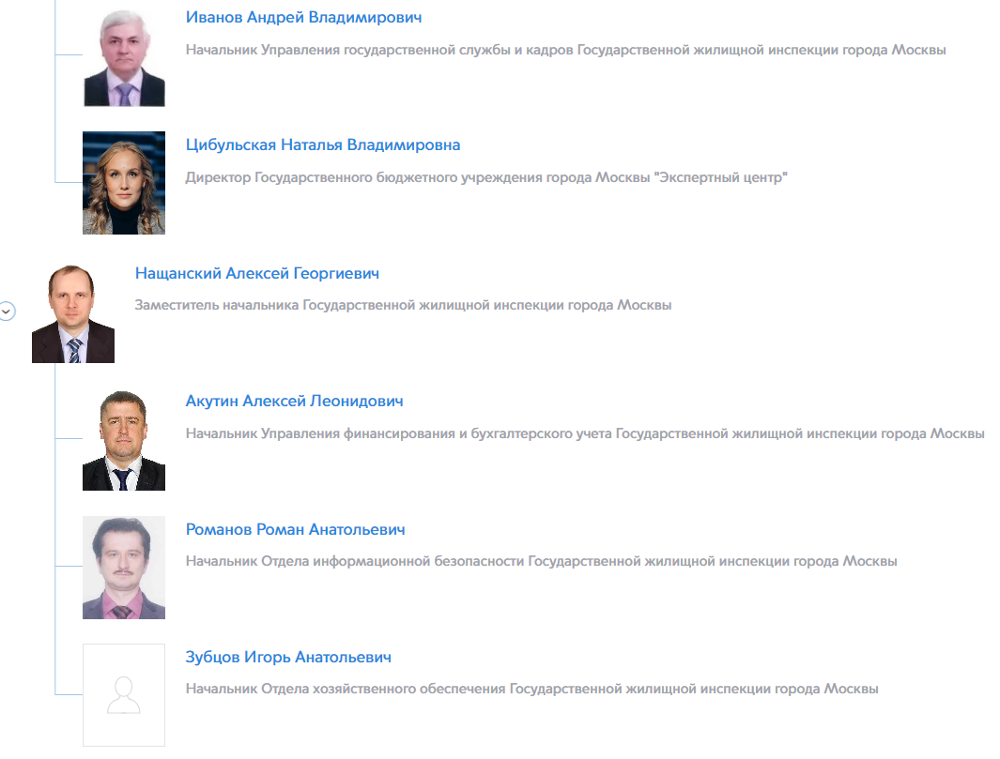 Иванов Андрей Владимирович
Начальник Управления государственной службы и кадров Государственной жилищной инспекции города Москвы
Цибульская Наталья Владимировна
Директор Государственного бюджетного учреждения города Москвы "Экспертный центр"
Нащанский Алексей Георгиевич
Заместитель начальника Государственной жилищной инспекции города Москвы
Акутин Алексей Леонидович
Начальник Управления финансирования и бухгалтерского учета Государственной жилищной инспекции города Москвы
Романов Роман Анатольевич
Начальник Отдела информационной безопасности Государственной жилищной инспекции города Москвы
Зубцов Игорь Анатольевич
Начальник Отдела хозяйственного обеспечения Государственной жилищной инспекции города Москвы